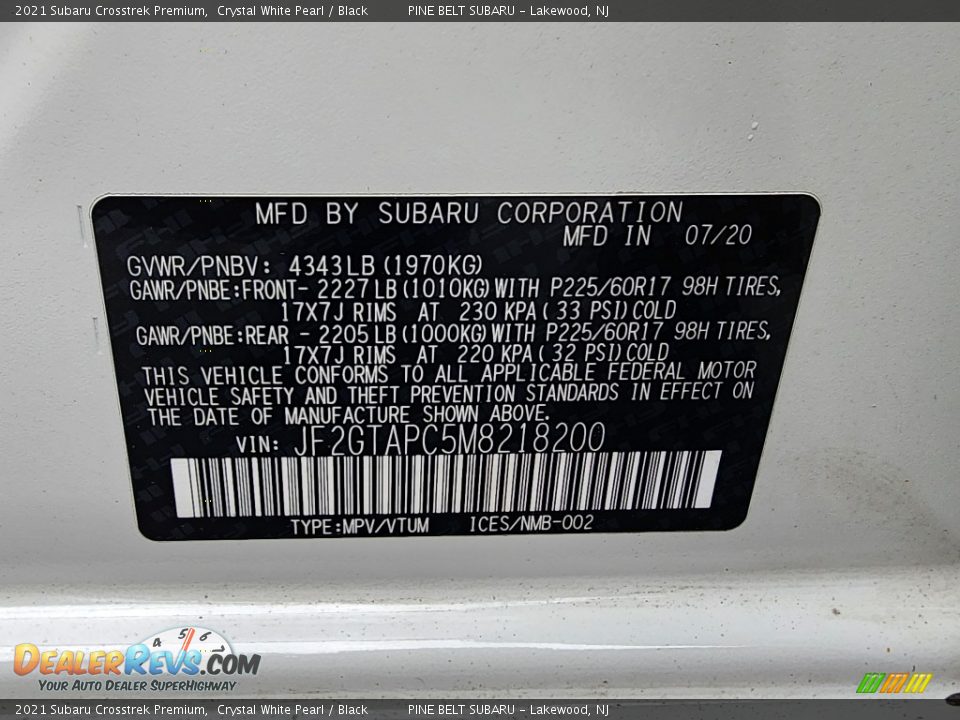 2021 Subaru Crosstrek Premium, Crystal White Pearl / Black PINE BELT SUBARU - Lakewood, NJ
MFD BY SUBARU CORPORATION
MFD IN 07/20
GVWR/PNBV: 4343LB (1970KG)
GAWR/PNBE:FRONT- 2227LB (1010KG) WITH P225/60R17 98H TIRES,
17X7J RIMS AT 230 KPA ( 33 PSI) COLD
GAWR/PNBE:REAR - 2205LB (1000KG) WITH P225/60R17 98H TIRES,
17X7J RIMS AT 220 KPA ( 32 PSI) COLD
THIS VEHICLE CONFORMS TO ALL APPLICABLE FEDERAL MOTOR
VEHICLE SAFETY AND THEFT PREVENTION STANDARDS IN EFFECT ON
THE DATE OF MANUFACTURE SHOWN ABOVE.
VIN: JF2GTAPC5M8218200
TYPE:MPV/VTUM ICES/NMB-002
4 5 6
DEALERREVS.COM
YOUR AUTO DEALER SUPERHIGHWAY
2021 Subaru Crosstrek Premium, Crystal White Pearl / Black PINE BELT SUBARU - Lakewood, NJ